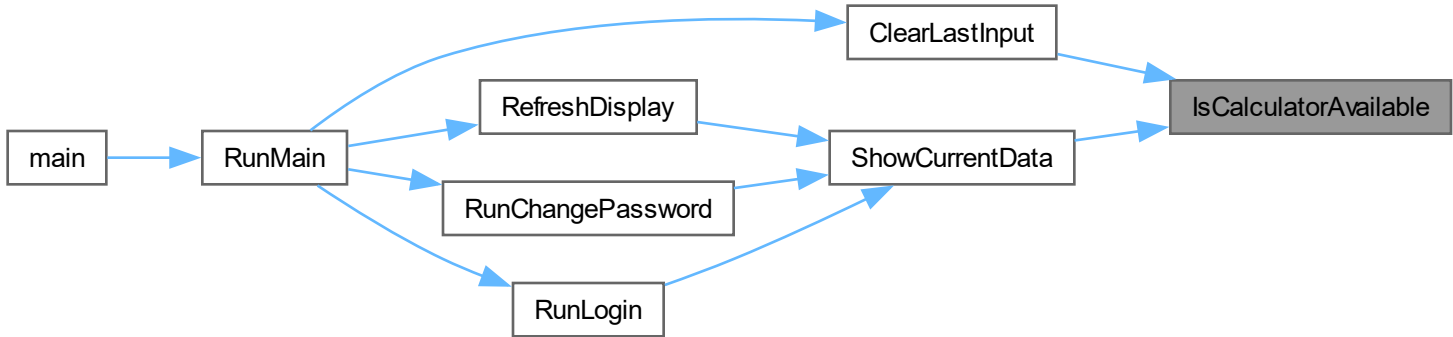 main
RunMain
RefreshDisplay
RunChangePassword
RunLogin
ClearLastInput
ShowCurrentData
IsCalculatorAvailable